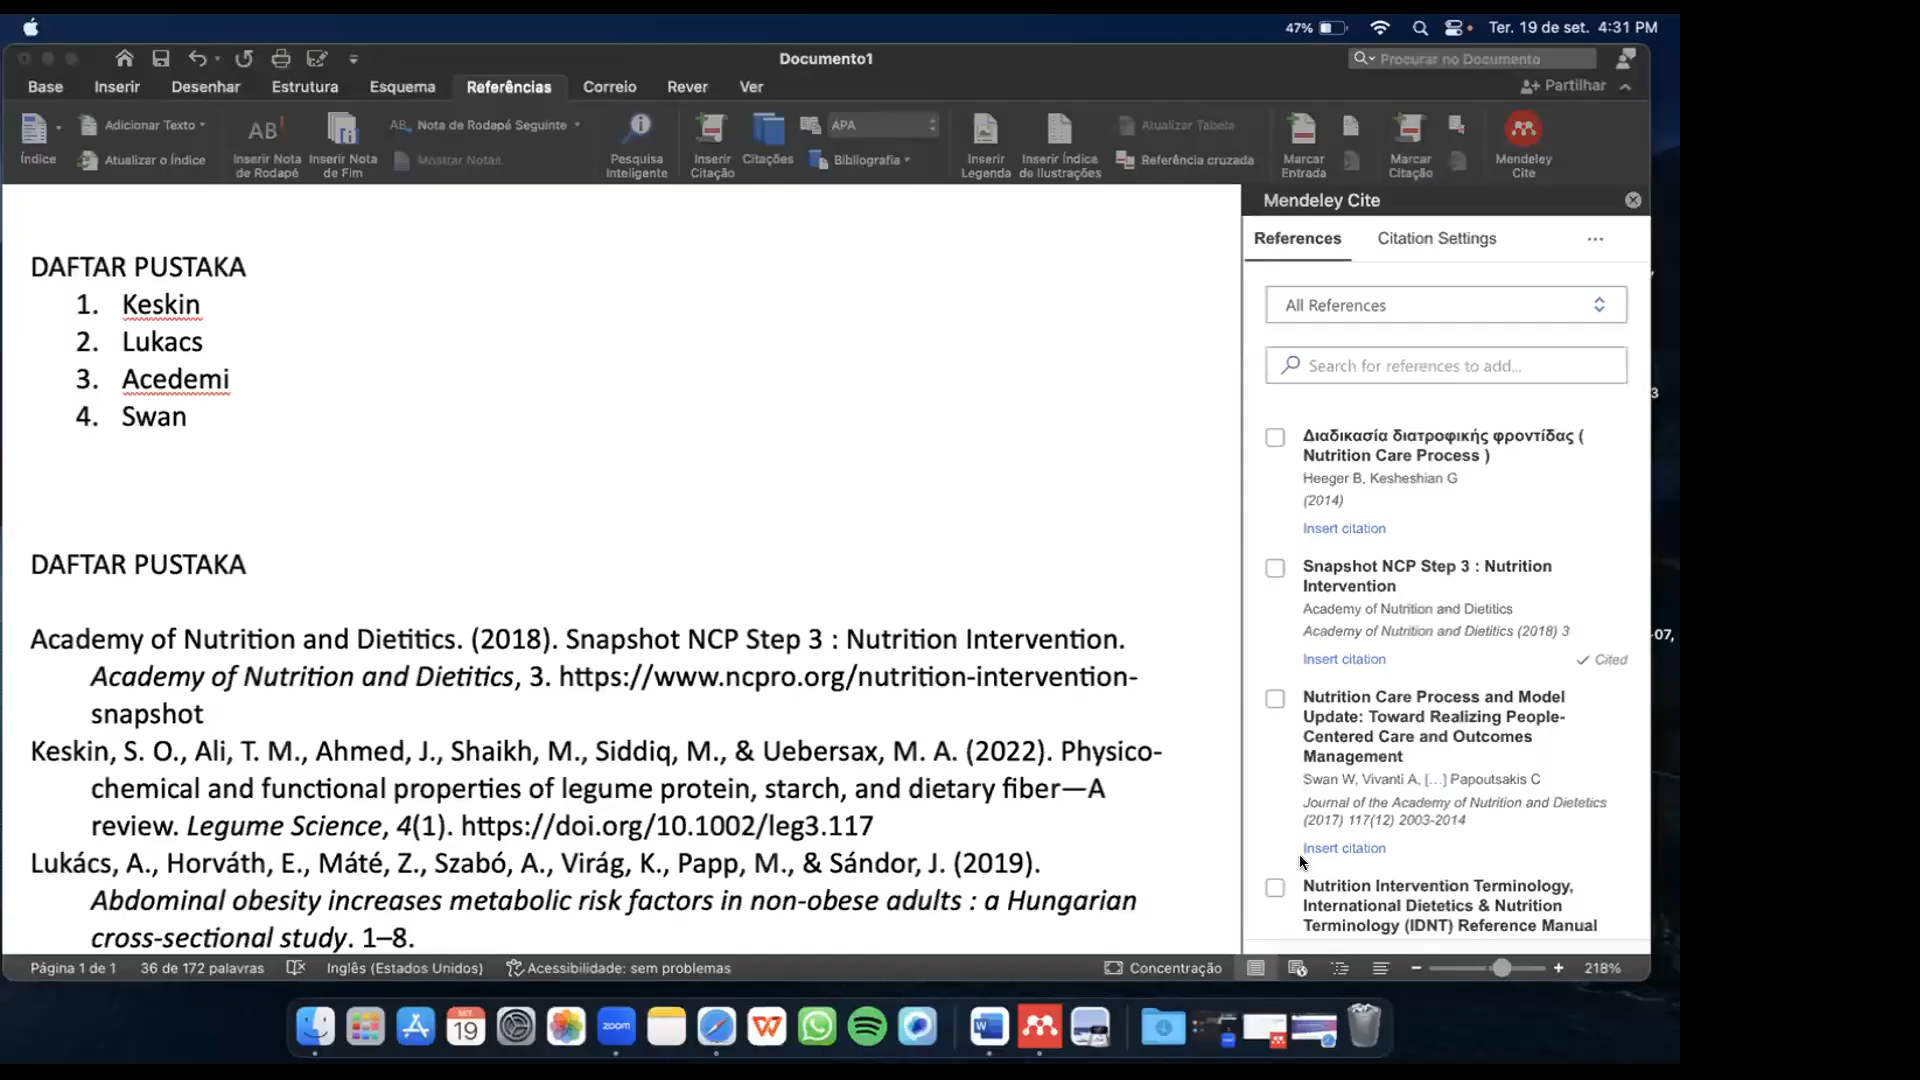 47%
Ter. 19 de set. 4:31 PM
Documento1
Procurar no Documento
Base Inserir Desenhar Estrutura Esquema Referências Correio Rever Ver
Partilhar
Índice
Adicionar Texto
Atualizar o Índice
AB
Inserir Nota
de Rodapé
Inserir Nota
de Fim
AB Nota de Rodapé Seguinte
Mostrar Notas
Pesquisa
Inteligente
Inserir
Citação
Citações
APA
Bibliografia
Inserir
Legenda
Inserir Índice
de Ilustrações
Atualizar Tabela
Referência cruzada
Marcar
Entrada
Marcar
Citação
Mendeley
Cite
DAFTAR PUSTAKA
1. Keskin
2. Lukacs
3. Acedemi
4. Swan
DAFTAR PUSTAKA
Academy of Nutrition and Dietitics. (2018). Snapshot NCP Step 3 : Nutrition Intervention.
Academy of Nutrition and Dietitics, 3. https://www.ncpro.org/nutrition-intervention-
snapshot
Keskin, S. O., Ali, T. M., Ahmed, J., Shaikh, M., Siddiq, M., & Uebersax, M. A. (2022). Physico-
chemical and functional properties of legume protein, starch, and dietary fiber—A
review. Legume Science, 4(1). https://doi.org/10.1002/leg3.117
Lukács, A., Horváth, E., Máté, Z., Szabó, A., Virág, K., Papp, M., & Sándor, J. (2019).
Abdominal obesity increases metabolic risk factors in non-obese adults : a Hungarian
cross-sectional study. 1–8.
Mendeley Cite
References Citation Settings ...
All References
Search for references to add...
Διαδικασία διατροφικής φροντίδας (
Nutrition Care Process )
Heeger B, Kesheshian G
(2014)
Insert citation
Snapshot NCP Step 3 : Nutrition
Intervention
Academy of Nutrition and Dietitics
Academy of Nutrition and Dietitics (2018) 3
Insert citation
Cited
Nutrition Care Process and Model
Update: Toward Realizing People-
Centered Care and Outcomes
Management
Swan W, Vivanti A, [...] Papoutsakis C
Journal of the Academy of Nutrition and Dietetics
(2017) 117(12) 2003-2014
Insert citation
Nutrition Intervention Terminology,
International Dietetics & Nutrition
Terminology (IDNT) Reference Manual
3
-07,
Página 1 de 1 36 de 172 palavras Inglês (Estados Unidos) Acessibilidade: sem problemas Concentração 218%
SET
19
zoom
W
W